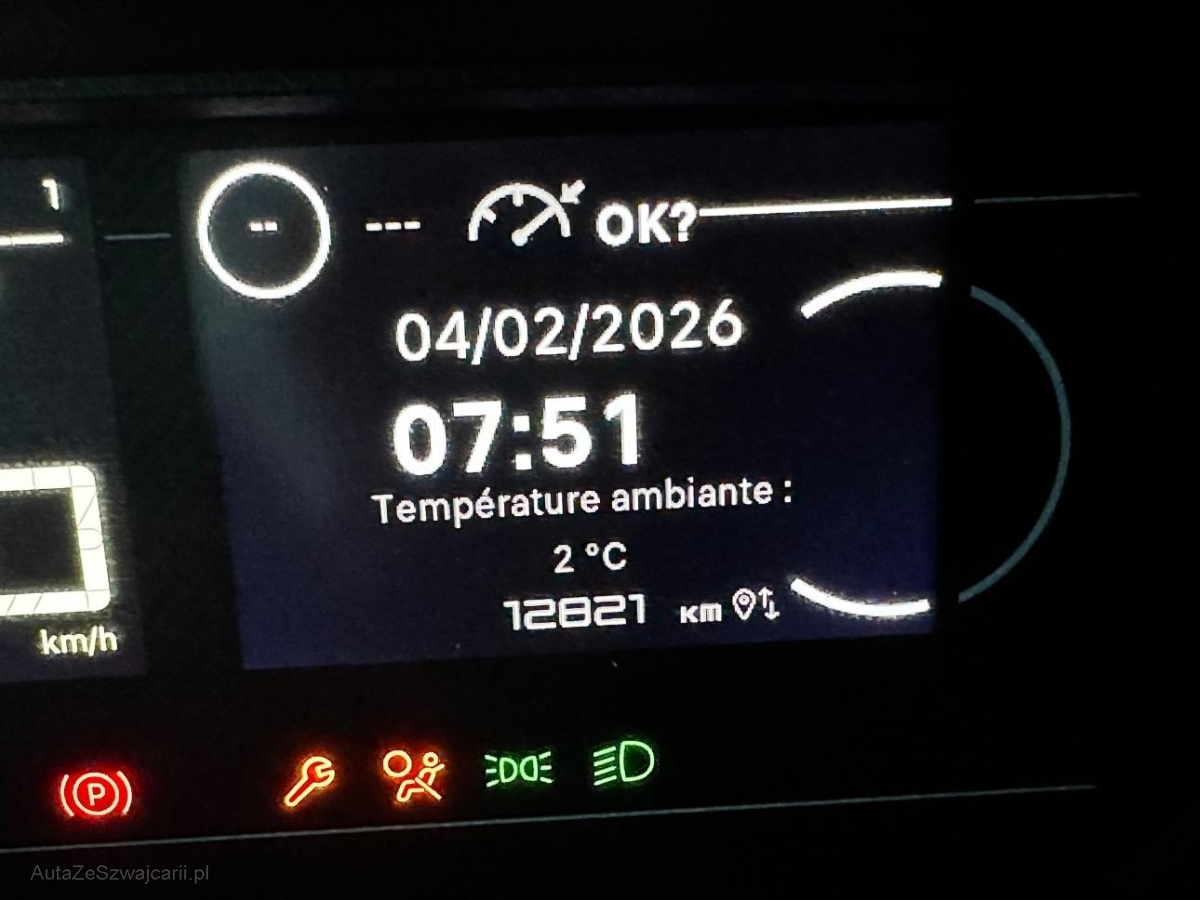 1
-- --- OK?
04/02/2026
07:51
Température ambiante :
2 °C
12821 km
km/h
P
AutaZeSzwajcarii.pl